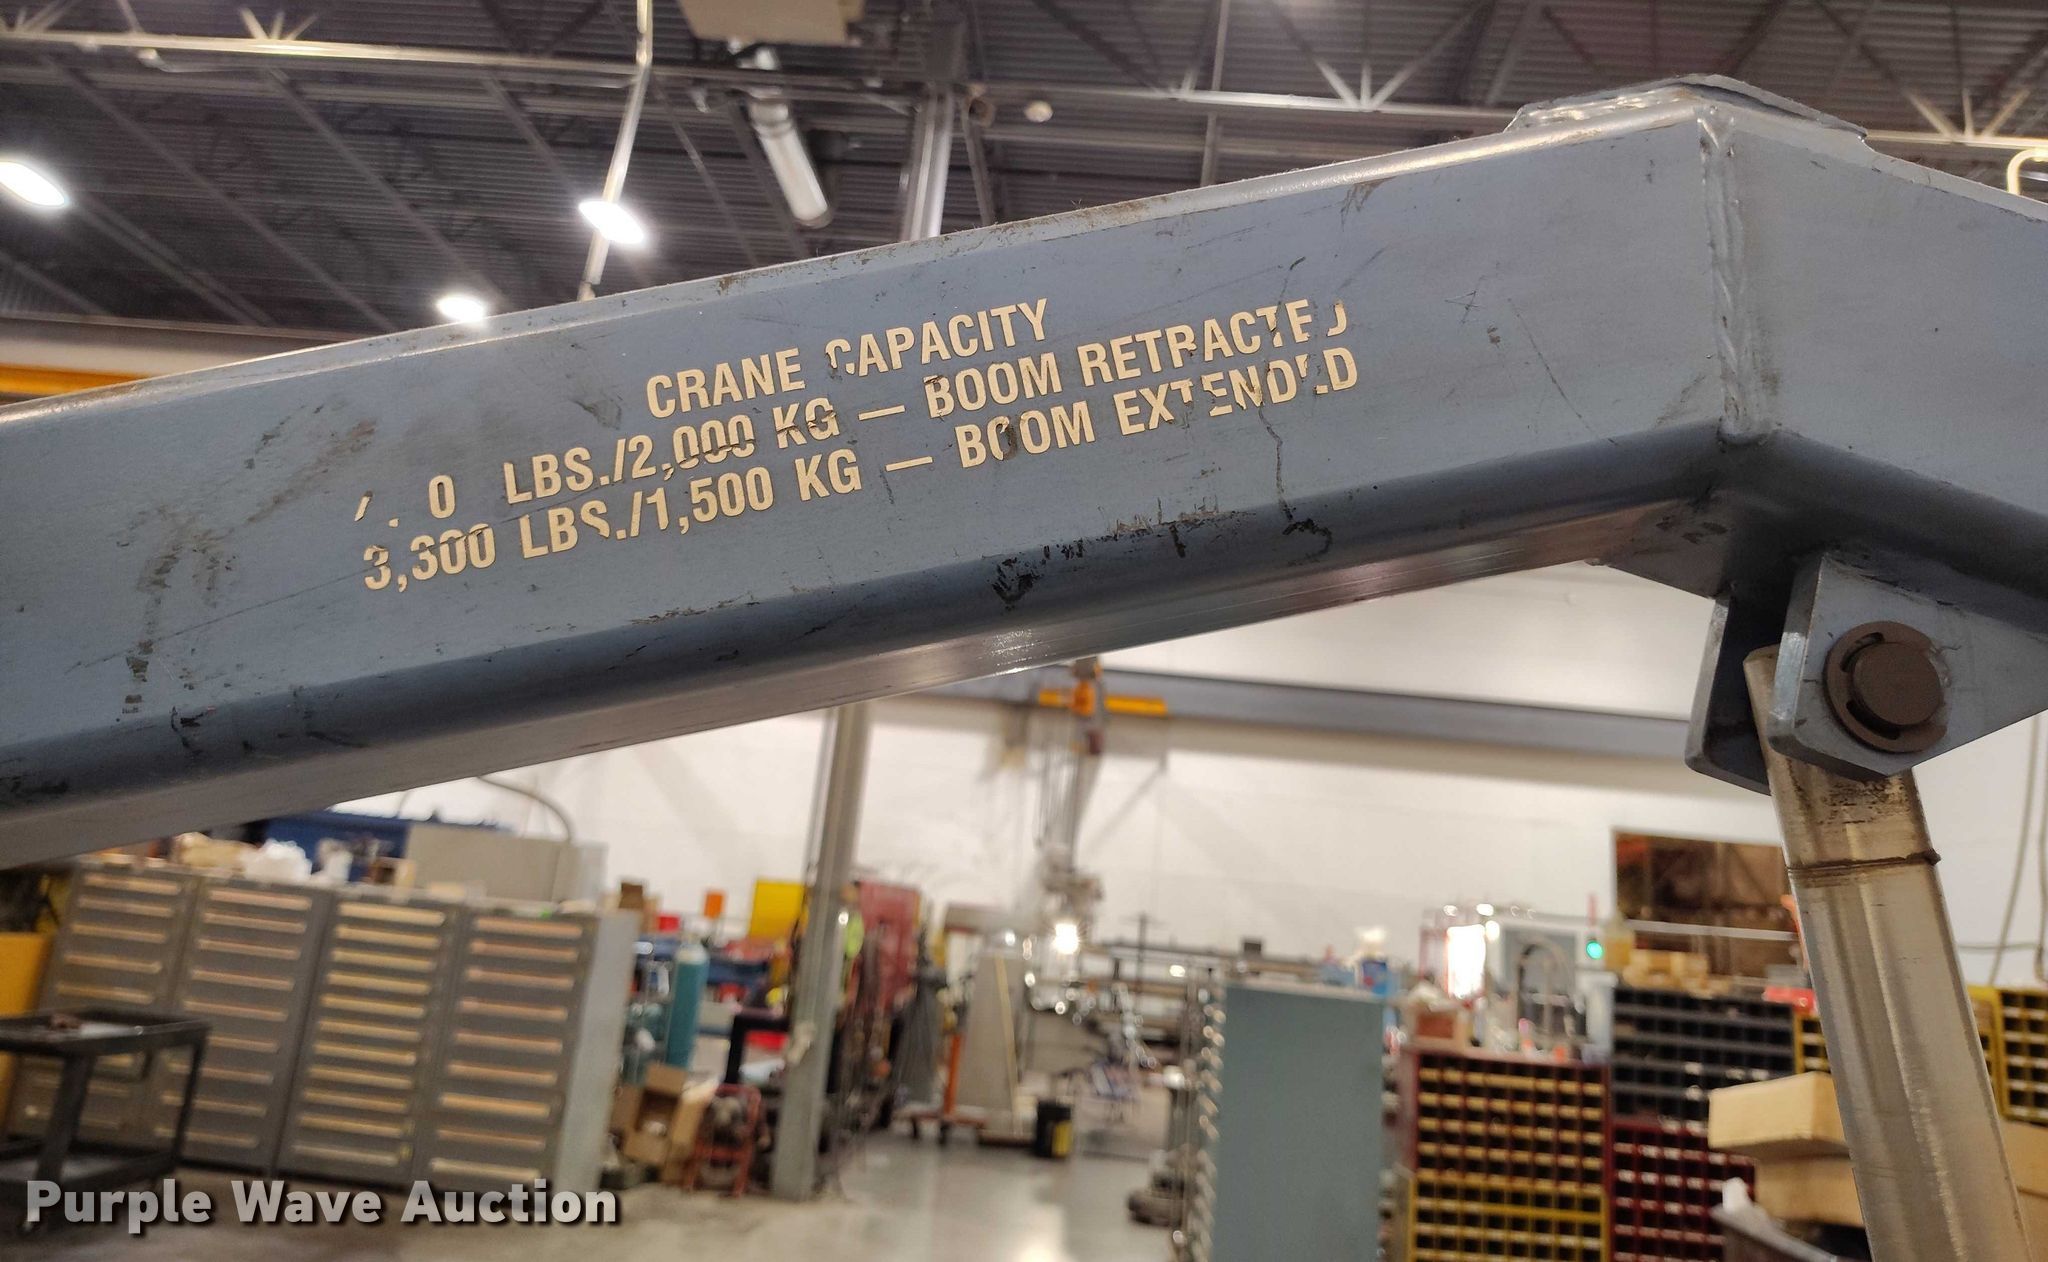 CRANE CAPACITY
LBS./2,000 KG — BOOM RETRACTED
3,300 LBS./1,500 KG — BOOM EXTENDED
Purple Wave Auction